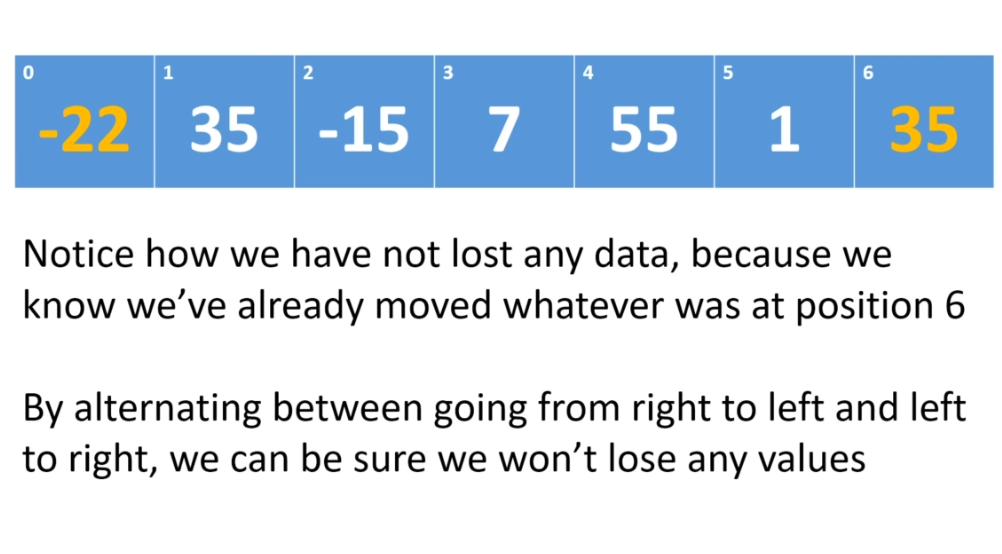 0 1 2 3 4 5 6
-22 35 -15 7 55 1 35
Notice how we have not lost any data, because we
know we’ve already moved whatever was at position 6
By alternating between going from right to left and left
to right, we can be sure we won’t lose any values